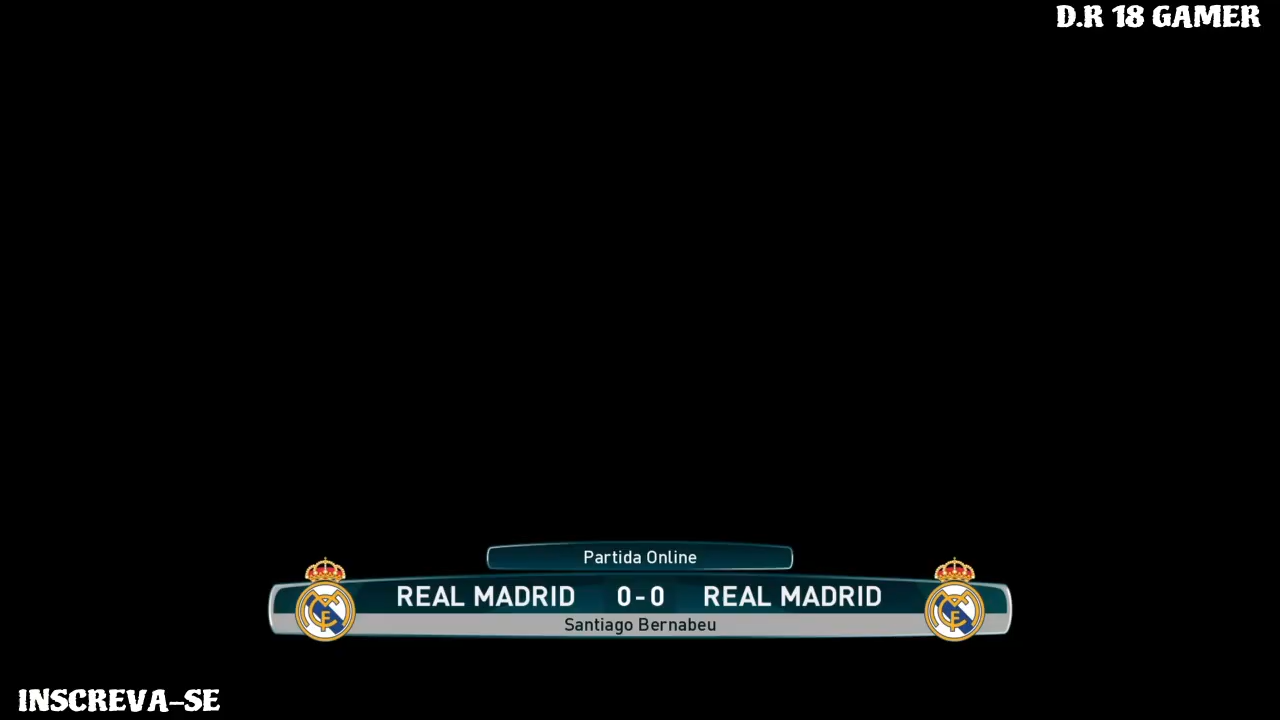 D.R 18 GAMER
Partida Online
REAL MADRID 0-0 REAL MADRID
Santiago Bernabeu
INSCREVA-SE